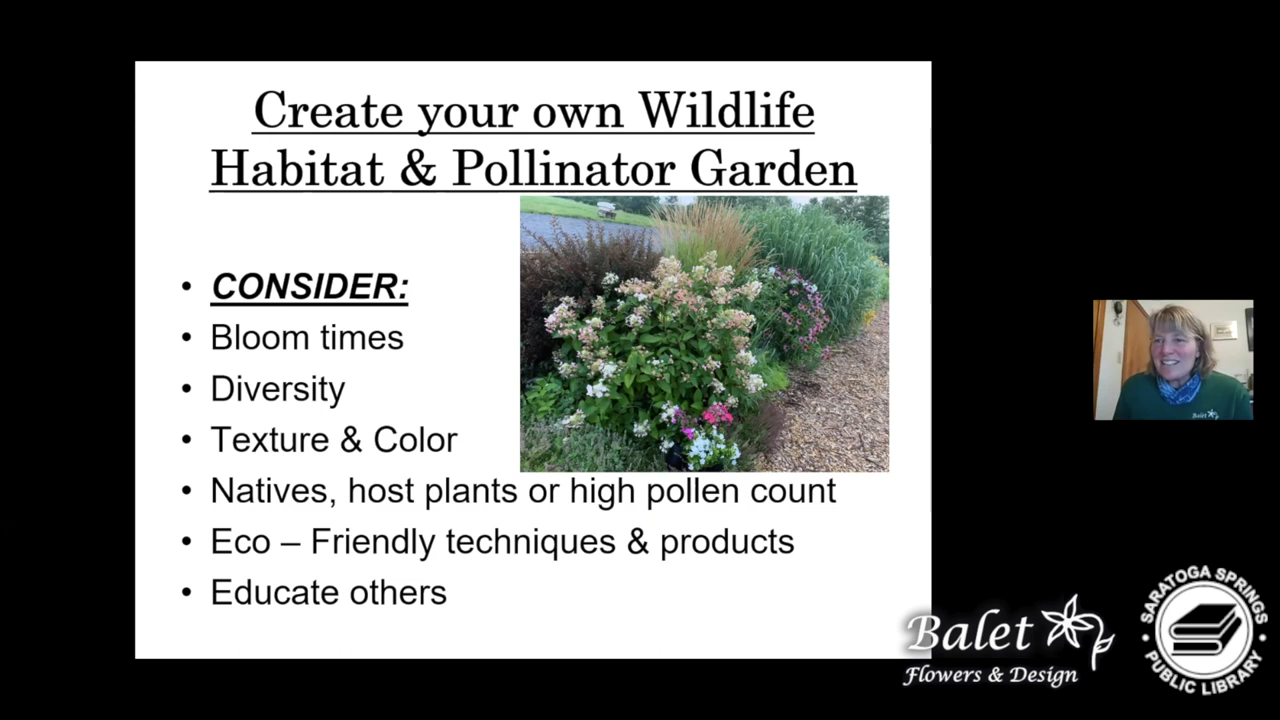 Create your own Wildlife
Habitat & Pollinator Garden
• CONSIDER:
• Bloom times
• Diversity
• Texture & Color
• Natives, host plants or high pollen count
• Eco – Friendly techniques & products
• Educate others
Balet
Balet
Flowers & Design
SARATOGA SPRINGS
PUBLIC LIBRARY